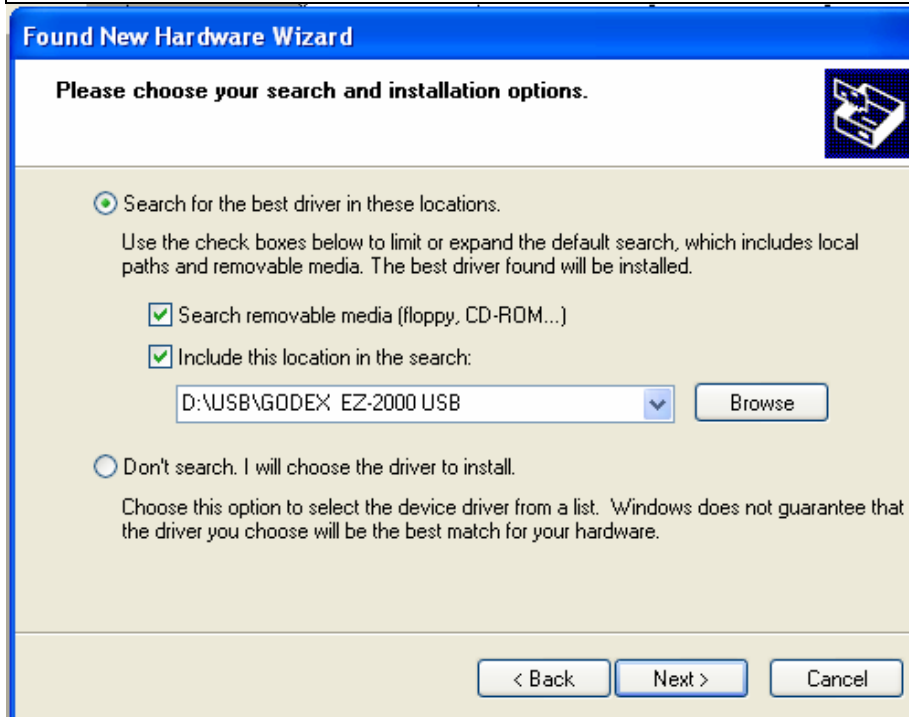 Found New Hardware Wizard
Please choose your search and installation options.
Search for the best driver in these locations.
Use the check boxes below to limit or expand the default search, which includes local
paths and removable media. The best driver found will be installed.
Search removable media (floppy, CD-ROM...)
Include this location in the search:
D:\USB\GODEX EZ-2000 USB
Browse
Don't search. I will choose the driver to install.
Choose this option to select the device driver from a list. Windows does not guarantee that
the driver you choose will be the best match for your hardware.
< Back Next > Cancel